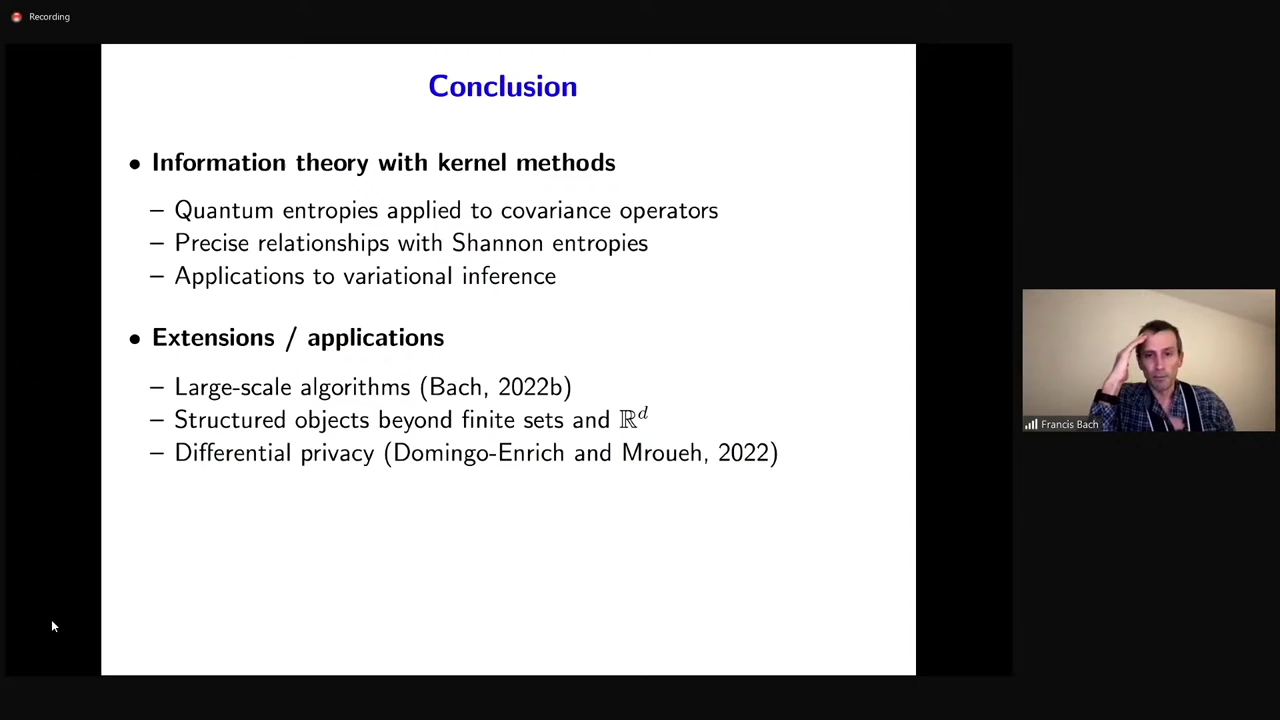 Recording
Conclusion
• Information theory with kernel methods
– Quantum entropies applied to covariance operators
– Precise relationships with Shannon entropies
– Applications to variational inference
• Extensions / applications
– Large-scale algorithms (Bach, 2022b)
– Structured objects beyond finite sets and ℝᵈ
– Differential privacy (Domingo-Enrich and Mroueh, 2022)
Francis Bach